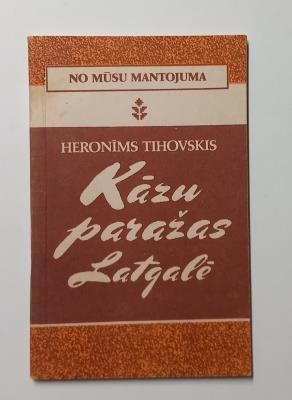 NO MŪSU MANTOJUMA
HERONĪMS TIHOVSKIS
Kāzu
paražas
Latgalē